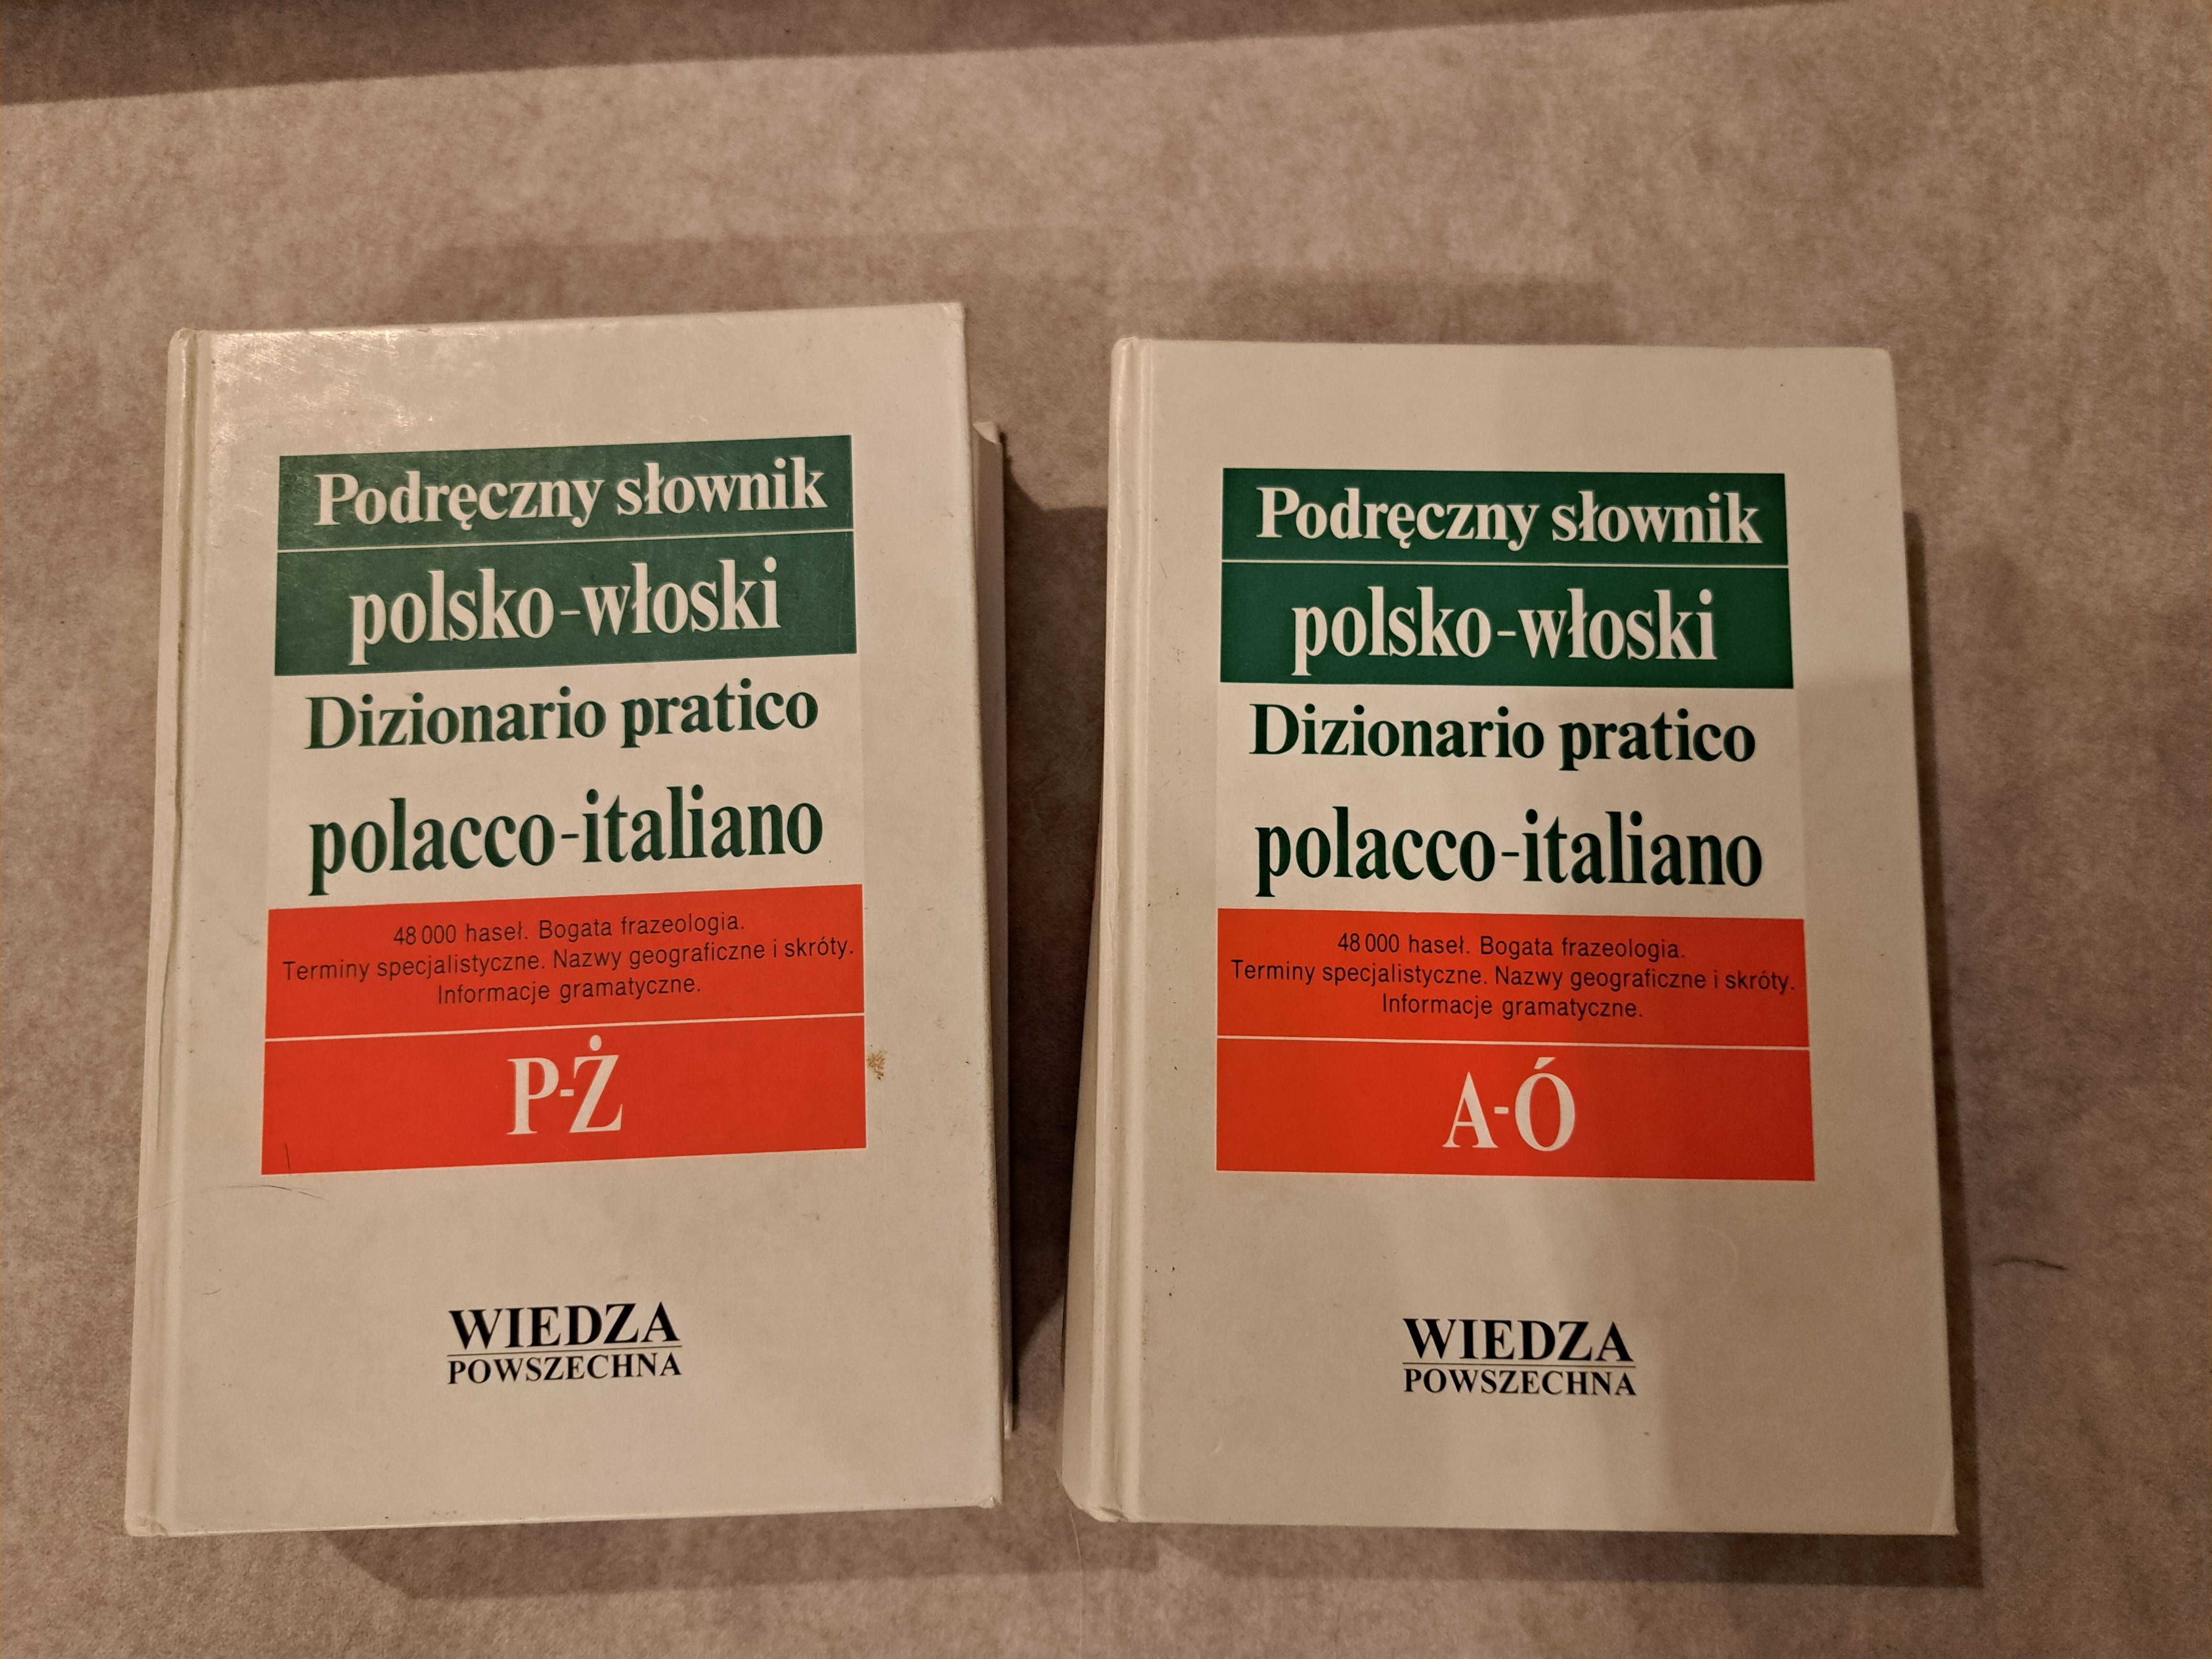 Podręczny słownik
polsko-włoski
Dizionario pratico
polacco-italiano
48 000 haseł. Bogata frazeologia.
Terminy specjalistyczne. Nazwy geograficzne i skróty.
Informacje gramatyczne.
P-Ż
WIEDZA
POWSZECHNA
Podręczny słownik
polsko-włoski
Dizionario pratico
polacco-italiano
48 000 haseł. Bogata frazeologia.
Terminy specjalistyczne. Nazwy geograficzne i skróty.
Informacje gramatyczne.
A-Ó
WIEDZA
POWSZECHNA